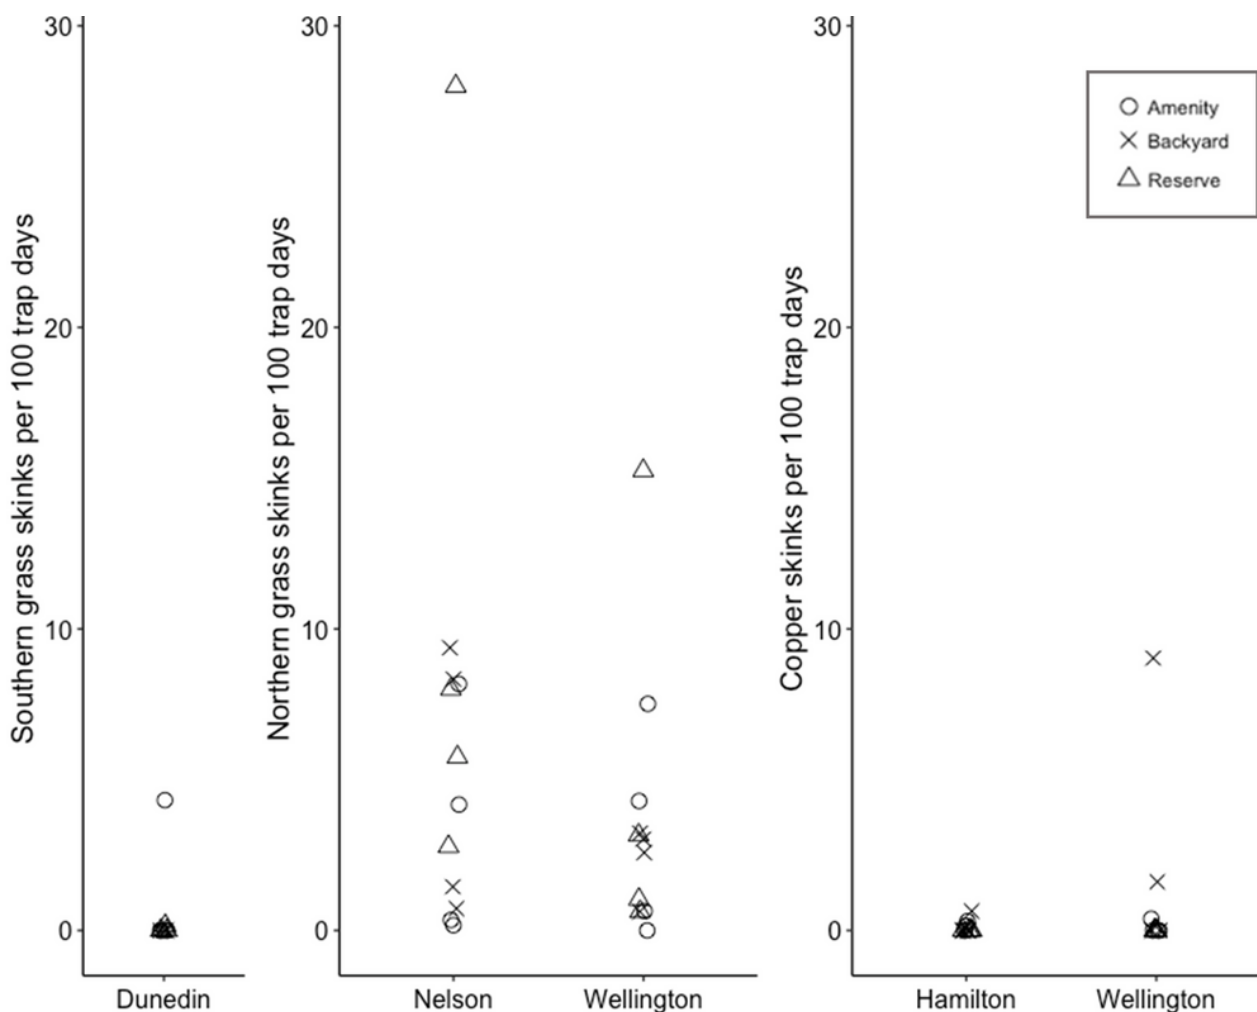 Southern grass skinks per 100 trap days
30
20
10
0
Dunedin
Northern grass skinks per 100 trap days
30
20
10
0
Nelson
Wellington
Copper skinks per 100 trap days
30
20
10
0
Hamilton
Wellington
Amenity
Backyard
Reserve